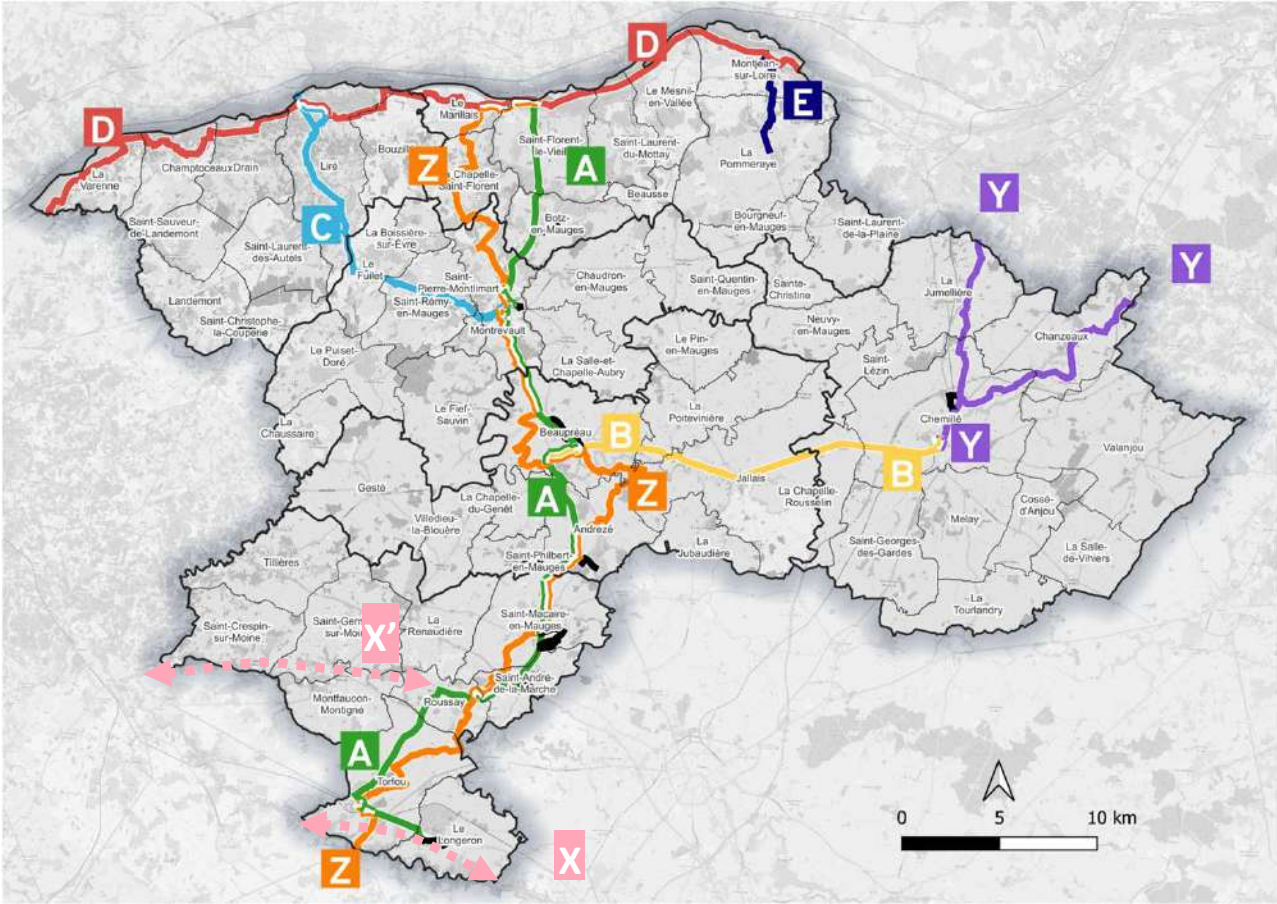 D
Montjean-
sur-Loire
Le Mesnil-
en-Vallée
E
D
Le
Marillais
Saint-Florent-
le-Vieil
Saint-Laurent-
du-Mottay
La
Pommeraye
La
Varenne
Champtoceaux
Drain
Liré
Bouzillé
Z
La Chapelle-
Saint-Florent
A
Beausse
Y
Saint-Sauveur-
de-Landemont
C
Saint-Laurent-
des-Autels
La Boissière-
sur-Èvre
Botz-
en-Mauges
Bourgneuf-
en-Mauges
Saint-Laurent-
de-la-Plaine
Y
Le
Fuilet
Saint-
Pierre-Montlimart
Chaudron-
en-Mauges
Saint-Quentin-
en-Mauges
Sainte-
Christine
La
Jumellière
Landemont
Saint-Christophe-
la-Couperie
Saint-Rémy-
en-Mauges
Montrevault
Neuvy-
en-Mauges
Chanzeaux
Le Puiset-
Doré
La Salle-et-
Chapelle-Aubry
Le Pin-
en-Mauges
Saint-
Lézin
La
Chaussaire
Le Fief-
Sauvin
Beaupréau
B
La
Poitevinière
Chemillé
Y
Valanjou
B
Gesté
La Chapelle-
du-Genêt
A
Z
Jallais
La Chapelle-
Rousselin
Cossé-
d'Anjou
Villedieu-
la-Blouère
Andrezé
Melay
Tillières
Saint-Philbert-
en-Mauges
La
Jubaudière
Saint-Georges-
des-Gardes
La Salle-
de-Vihiers
Saint-Crespin-
sur-Moine
Saint-Germ
sur-Moi
X’
La
Renaudière
Saint-Macaire-
en-Mauges
La
Tourlandry
Montfaucon-
Montigné
Roussay
Saint-André-
de-la-Marche
A
Torfou
0 5 10 km
Le
Longeron
X
Z